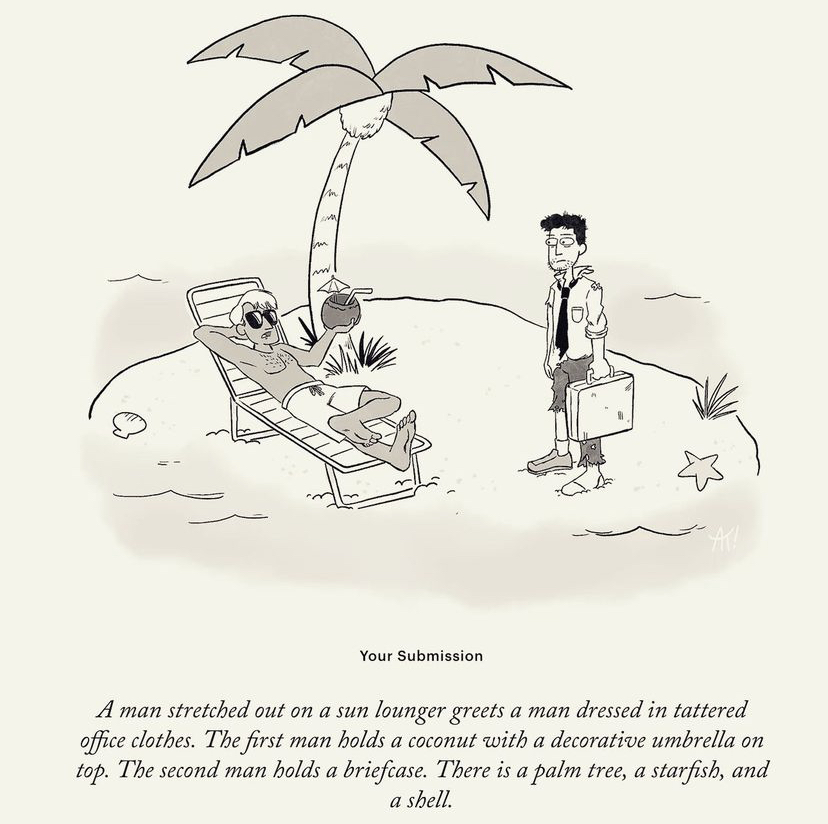 AK!
Your Submission
A man stretched out on a sun lounger greets a man dressed in tattered
office clothes. The first man holds a coconut with a decorative umbrella on
top. The second man holds a briefcase. There is a palm tree, a starfish, and
a shell.